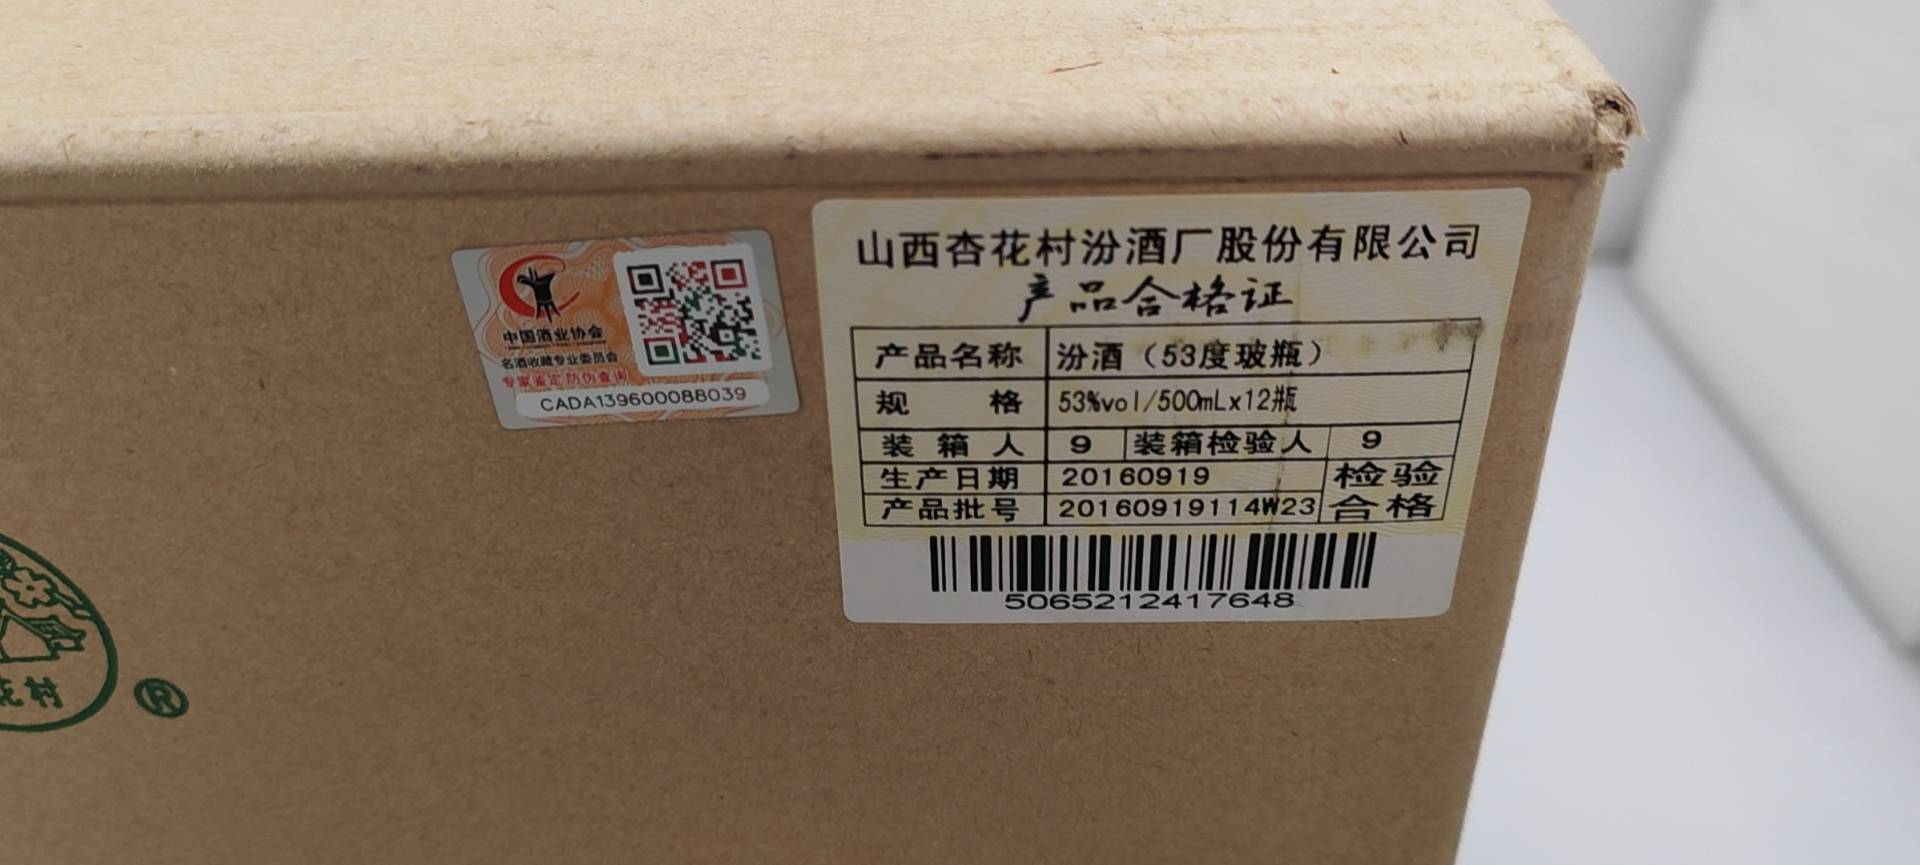 中国酒业协会
名酒收藏专业委员会
专家鉴定 防伪查询
CADA139600088039
山西杏花村汾酒厂股份有限公司
产品合格证
产品名称 汾酒（53度玻瓶）
规格 53%vol/500mLx12瓶
装箱人 9 装箱检验人 9
生产日期 20160919 检验
产品批号 20160919114W23 合格
5065212417648
村
®